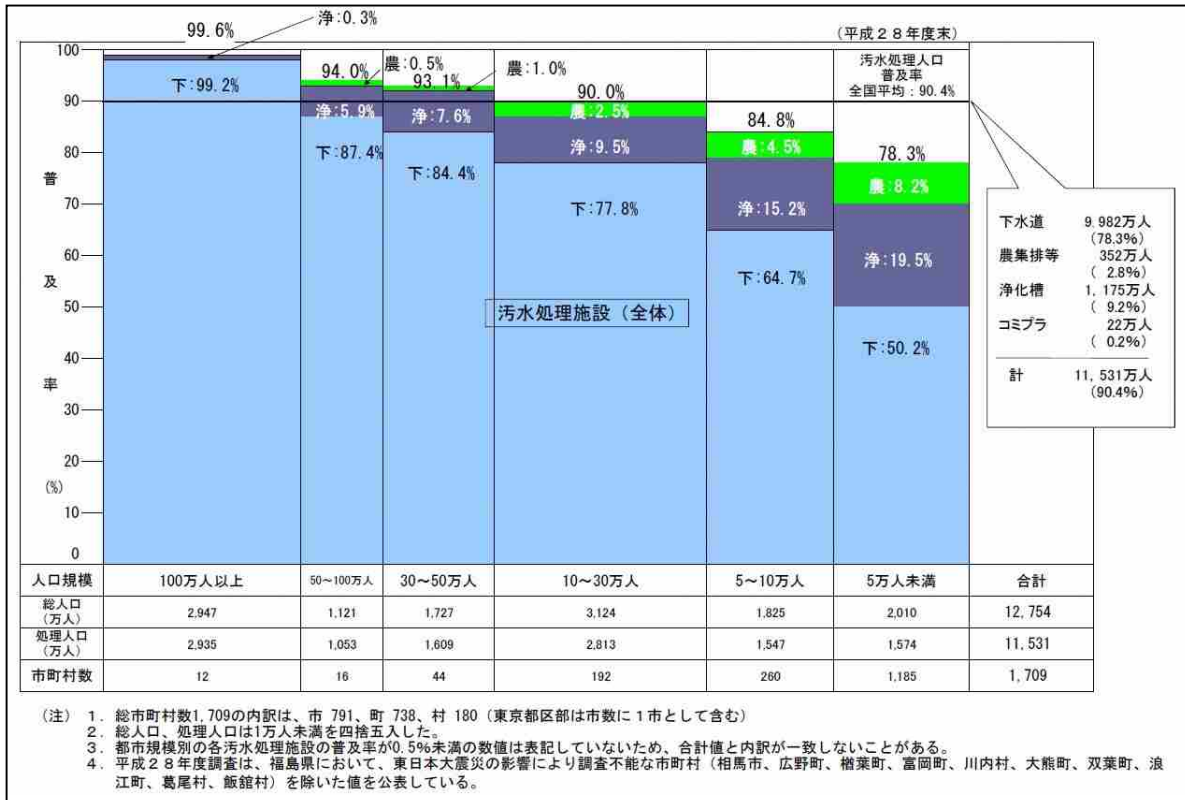 99.6%
浄:0.3%
(平成２８年度末)
94.0%
農:0.5%
93.1%
農:1.0%
90.0%
84.8%
78.3%
汚水処理人口
普及率
全国平均：90.4%
100
90
80
70
60
50
40
30
20
10
0
普
及
率
(%)
下:99.2%
浄:5.9%
下:87.4%
浄:7.6%
下:84.4%
農:2.5%
浄:9.5%
下:77.8%
農:4.5%
浄:15.2%
下:64.7%
農:8.2%
浄:19.5%
下:50.2%
汚水処理施設（全体）
下水道 9,982万人
(78.3%)
農集排等 352万人
( 2.8%)
浄化槽 1,175万人
( 9.2%)
コミプラ 22万人
( 0.2%)
計 11,531万人
(90.4%)
人口規模 100万人以上 50～100万人 30～50万人 10～30万人 5～10万人 5万人未満 合計
総人口
(万人) 2,947 1,121 1,727 3,124 1,825 2,010 12,754
処理人口
(万人) 2,935 1,053 1,609 2,813 1,547 1,574 11,531
市町村数 12 16 44 192 260 1,185 1,709
(注) 1． 総市町村数1,709の内訳は、市 791、町 738、村 180（東京都区部は市数に１市として含む）
2． 総人口、処理人口は1万人未満を四捨五入した。
3． 都市規模別の各汚水処理施設の普及率が0.5%未満の数値は表記していないため、合計値と内訳が一致しないことがある。
4． 平成２８年度調査は、福島県において、東日本大震災の影響により調査不能な市町村（相馬市、広野町、楢葉町、富岡町、川内村、大熊町、双葉町、浪
江町、葛尾村、飯舘村）を除いた値を公表している。